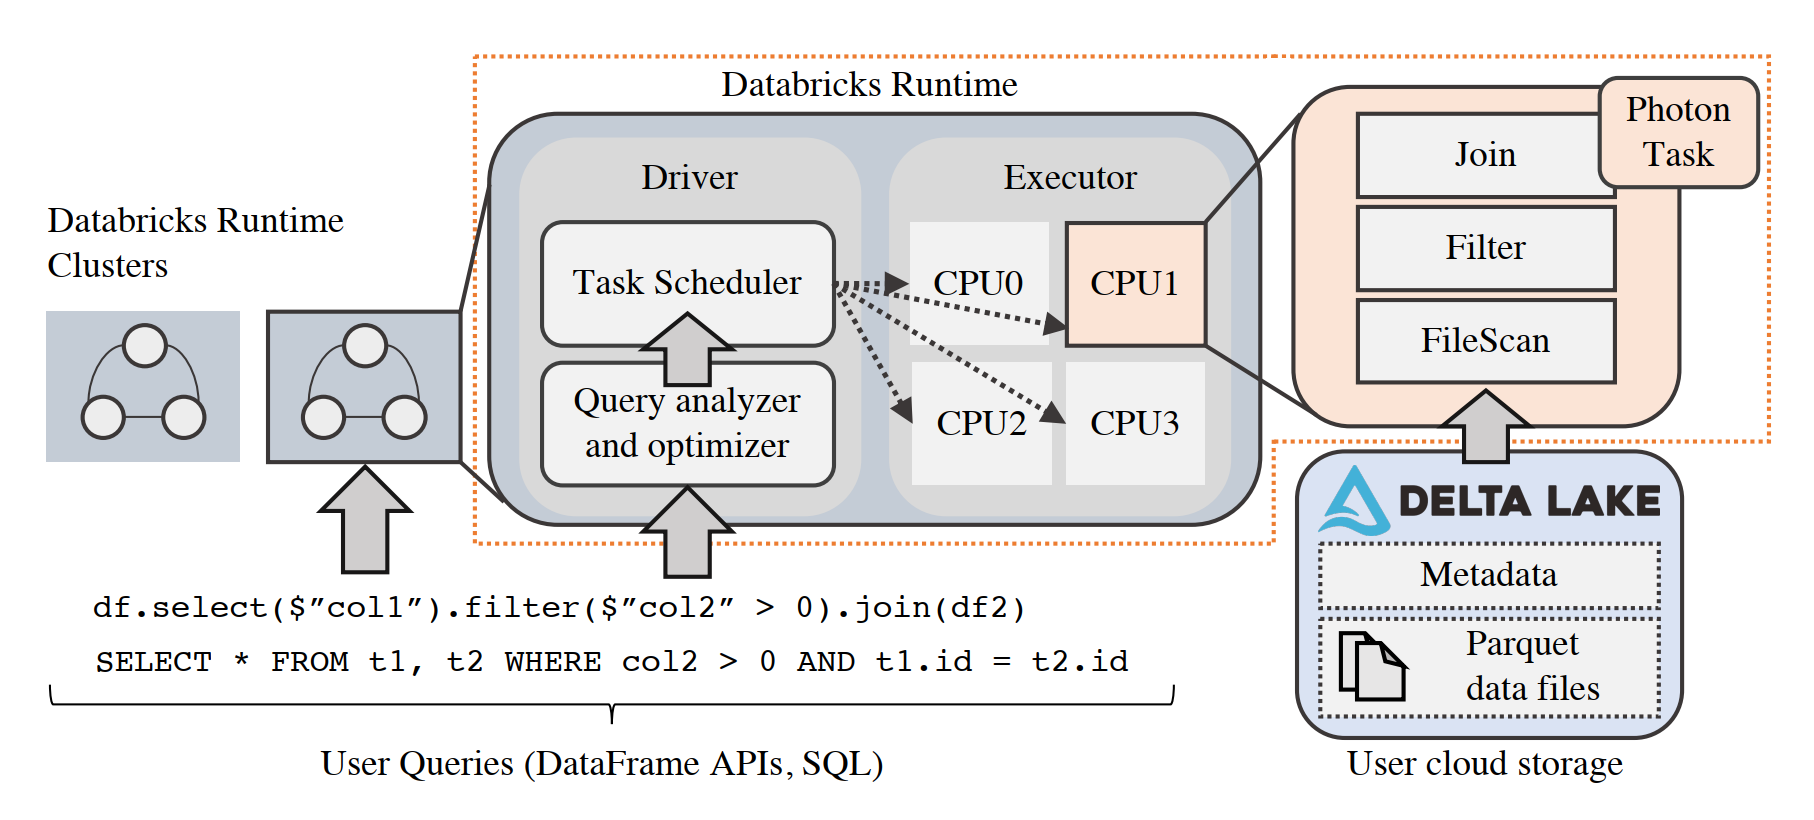 Databricks Runtime
Databricks Runtime
Clusters
Driver
Task Scheduler
Query analyzer
and optimizer
Executor
CPU0
CPU1
CPU2
CPU3
Photon
Task
Join
Filter
FileScan
DELTA LAKE
Metadata
Parquet
data files
User cloud storage
df.select($”col1”).filter($”col2” > 0).join(df2)
SELECT * FROM t1, t2 WHERE col2 > 0 AND t1.id = t2.id
User Queries (DataFrame APIs, SQL)